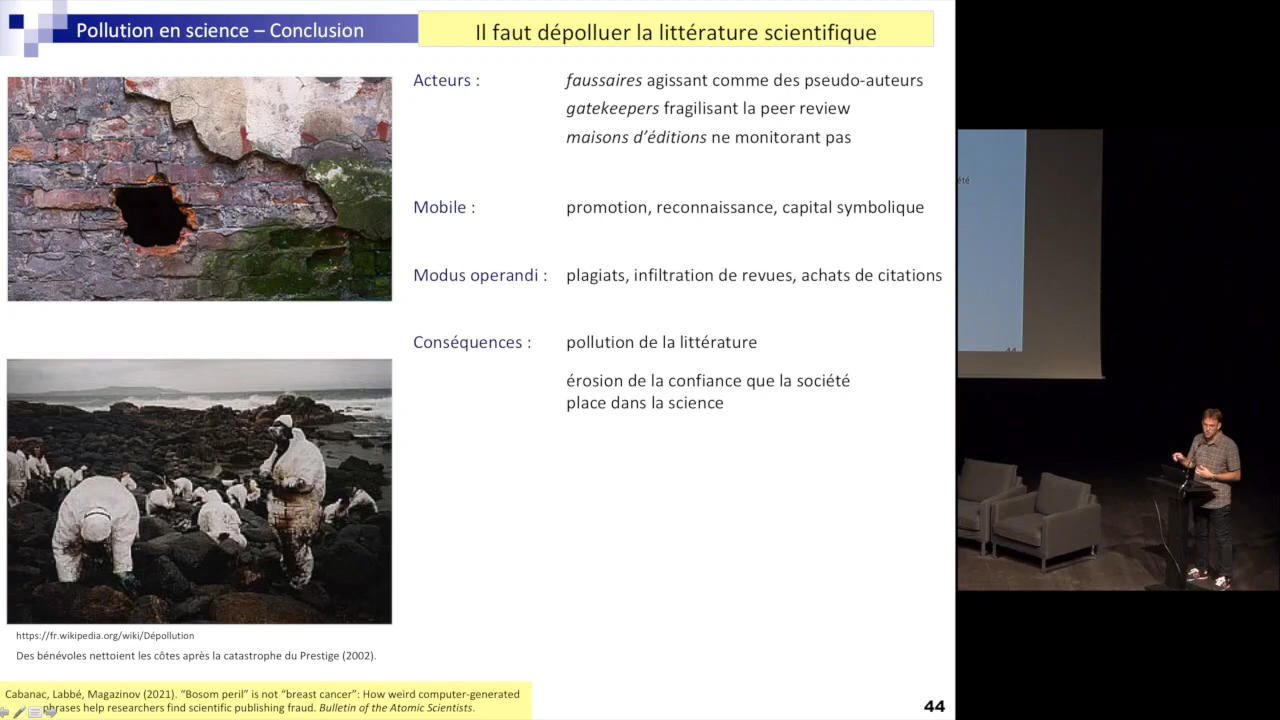 Pollution en science – Conclusion
Il faut dépolluer la littérature scientifique
Acteurs :
faussaires agissant comme des pseudo-auteurs
gatekeepers fragilisant la peer review
maisons d’éditions ne monitorant pas
Mobile :
promotion, reconnaissance, capital symbolique
Modus operandi :
plagiats, infiltration de revues, achats de citations
Conséquences :
pollution de la littérature
érosion de la confiance que la société
place dans la science
https://fr.wikipedia.org/wiki/Dépollution
Des bénévoles nettoient les côtes après la catastrophe du Prestige (2002).
Cabanac, Labbé, Magazinov (2021). “Bosom peril” is not “breast cancer”: How weird computer-generated
phrases help researchers find scientific publishing fraud. Bulletin of the Atomic Scientists.
44
été
44